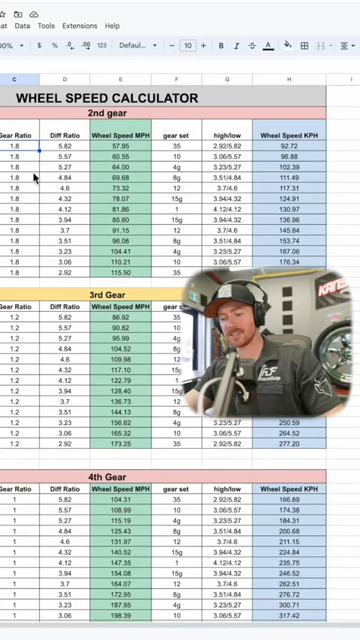 nat Data Tools Extensions Help
00% $ % .0 .00 123 Defaul... 10 B I S A
C D E F G H I
WHEEL SPEED CALCULATOR
2nd gear
Gear Ratio Diff Ratio Wheel Speed MPH gear set high/low Wheel Speed KPH
1.8 5.82 57.95 35 2.92/5.82 92.72
1.8 5.57 60.55 10 3.06/5.57 96.88
1.8 5.27 64.00 4g 3.23/5.27 102.39
1.8 4.84 69.68 8g 3.51/4.84 111.49
1.8 4.6 73.32 12 3.7/4.6 117.31
1.8 4.32 78.07 15g 3.94/4.32 124.91
1.8 4.12 81.86 1 4.12/4.12 130.97
1.8 3.94 85.60 15g 3.94/4.32 136.96
1.8 3.7 91.15 12 3.7/4.6 145.84
1.8 3.51 96.08 8g 3.51/4.84 153.74
1.8 3.23 104.41 4g 3.23/5.27 167.06
1.8 3.06 110.21 10 3.06/5.57 176.34
1.8 2.92 115.50 35
3rd Gear
Gear Ratio Diff Ratio Wheel Speed MPH gear set
1.2 5.82 86.92 35
1.2 5.57 90.82 10
1.2 5.27 95.99 4g
1.2 4.84 104.52 8g
1.2 4.6 109.98 12
1.2 4.32 117.10 15g
1.2 4.12 122.79 1
1.2 3.94 128.40 15g
1.2 3.7 136.73 12
1.2 3.51 144.13 8g
1.2 3.23 156.62 4g 3.23/5.27 250.59
1.2 3.06 165.32 10 3.06/5.57 264.52
1.2 2.92 173.25 35 2.92/5.82 277.20
4th Gear
Gear Ratio Diff Ratio Wheel Speed MPH gear set high/low Wheel Speed KPH
1 5.82 104.31 35 2.92/5.82 166.89
1 5.57 108.99 10 3.06/5.57 174.38
1 5.27 115.19 4g 3.23/5.27 184.31
1 4.84 125.43 8g 3.51/4.84 200.68
1 4.6 131.97 12 3.7/4.6 211.15
1 4.32 140.52 15g 3.94/4.32 224.84
1 4.12 147.35 1 4.12/4.12 235.75
1 3.94 154.08 15g 3.94/4.32 246.52
1 3.7 164.07 12 3.7/4.6 262.51
1 3.51 172.95 8g 3.51/4.84 276.72
1 3.23 187.95 4g 3.23/5.27 300.71
1 3.06 198.39 10 3.06/5.57 317.42